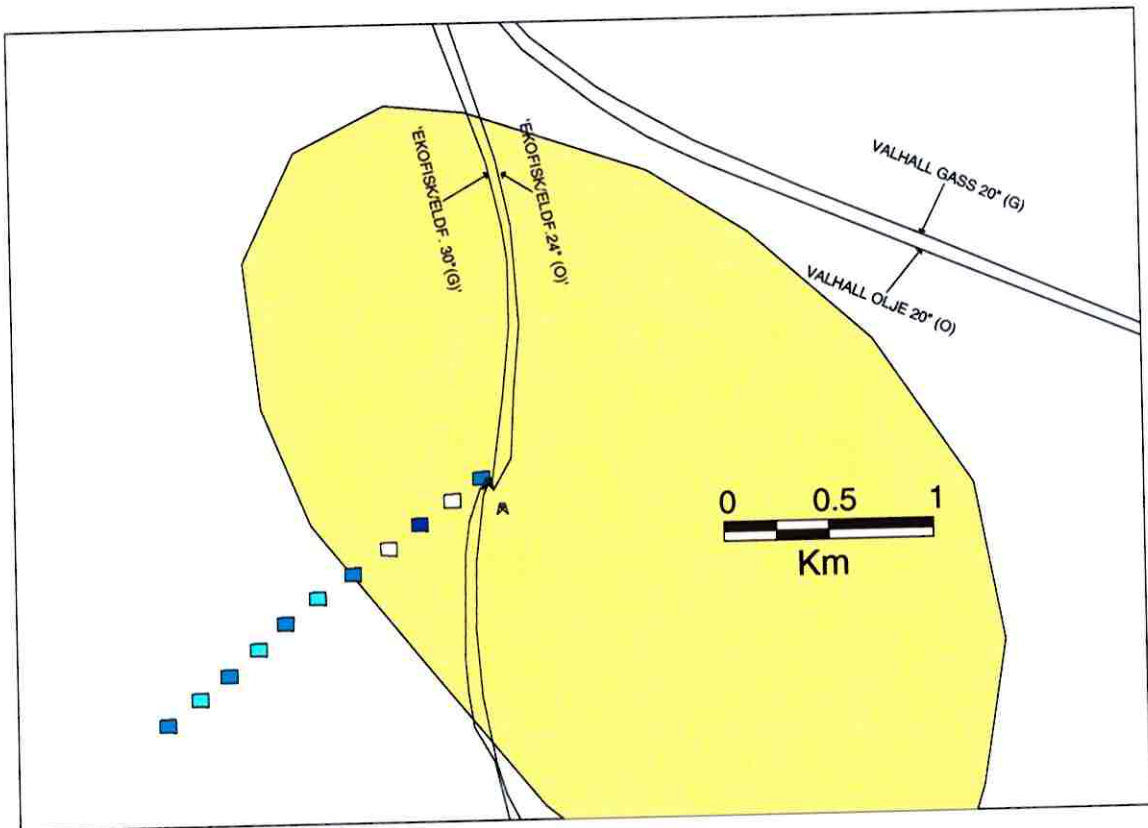 'EKOFISK/ELDF. 30"(G)'
'EKOFISK/ELDF.24" (O)'
VALHALL GASS 20" (G)
VALHALL OLJE 20" (O)
0 0.5 1
Km